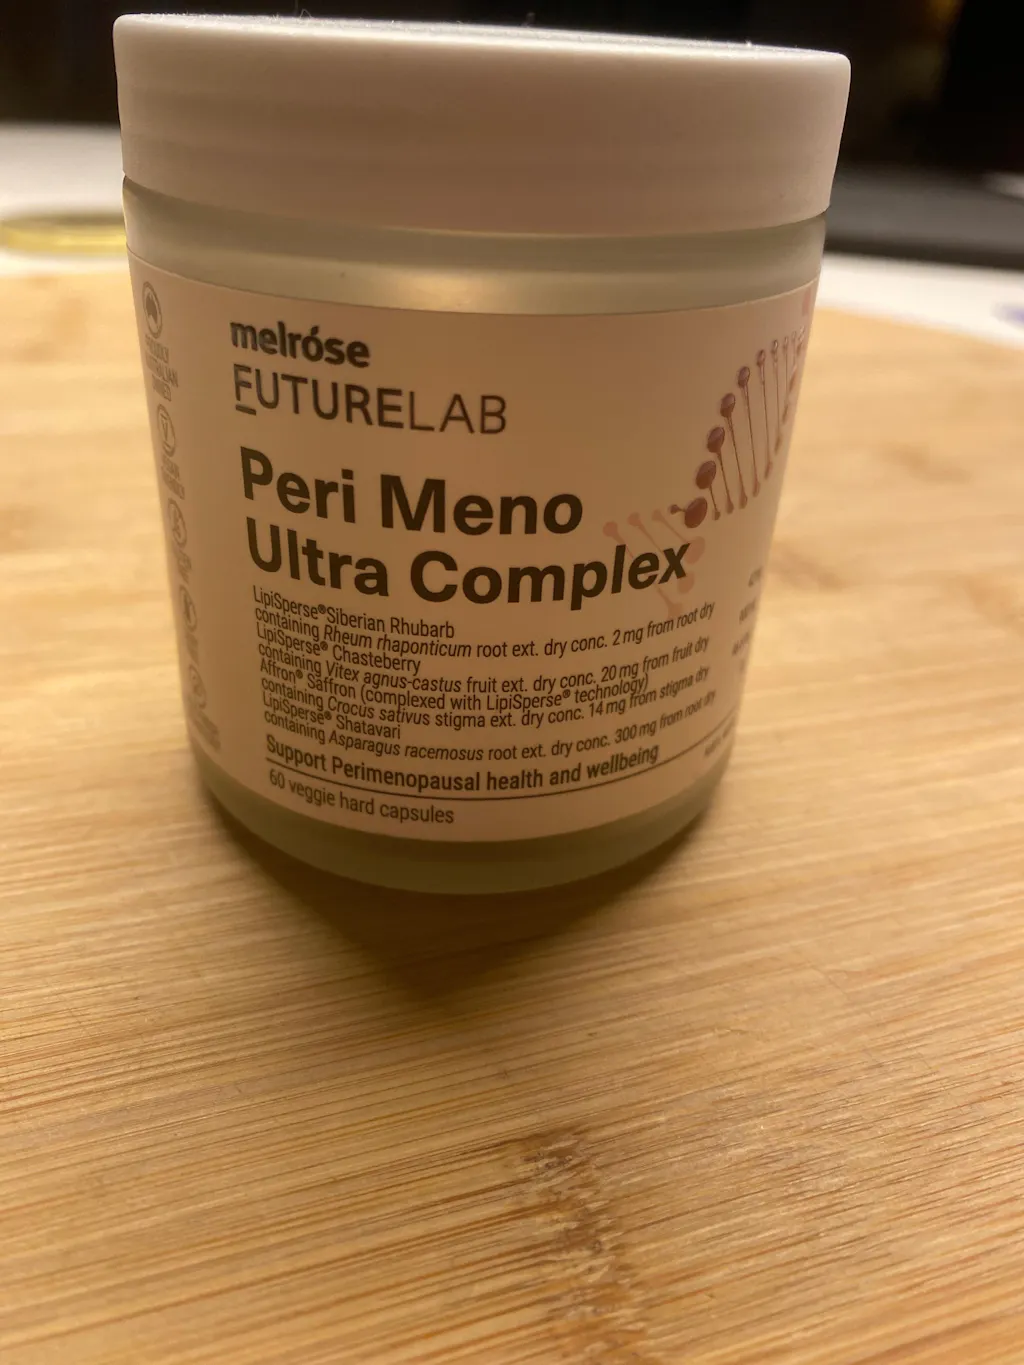 melróse
FUTURELAB
Peri Meno
Ultra Complex
LipiSperse® Siberian Rhubarb
containing Rheum rhaponticum root ext. dry conc. 2 mg from root dry
LipiSperse® Chasteberry
containing Vitex agnus-castus fruit ext. dry conc. 20 mg from fruit dry
Affron® Saffron (complexed with LipiSperse® technology)
containing Crocus sativus stigma ext. dry conc. 14 mg from stigma dry
LipiSperse® Shatavari
containing Asparagus racemosus root ext. dry conc. 300 mg from root dry
Support Perimenopausal health and wellbeing
60 veggie hard capsules